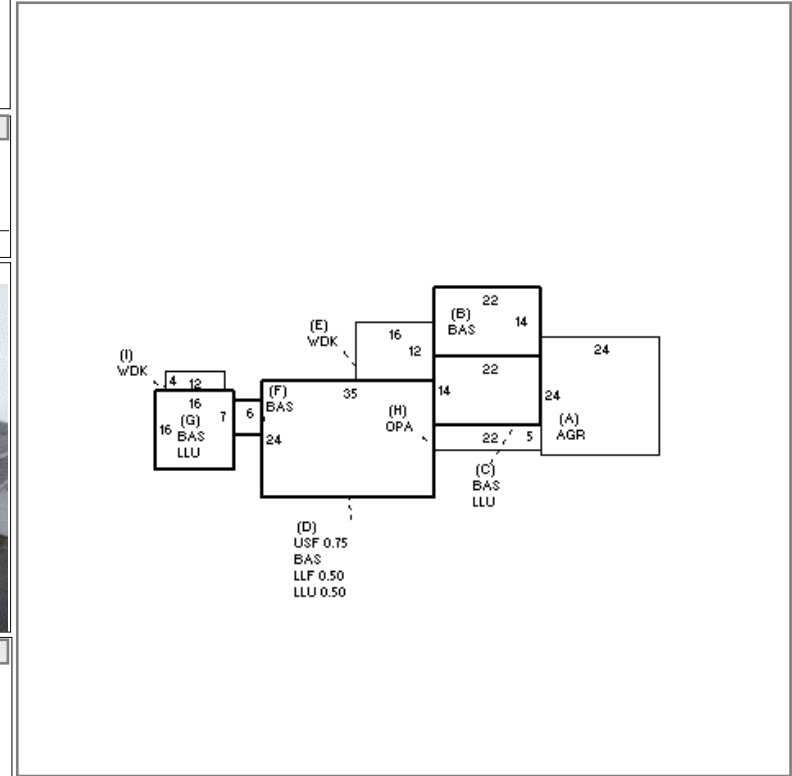 22
(B)
BAS
14
(E)
WDK
16
12
24
(I)
WDK
4 12
22
14
24
(A)
AGR
16
16
(G)
BAS
LLU
7
6
(F)
BAS
35
24
(H)
OPA
22 5
(C)
BAS
LLU
(D)
USF 0.75
BAS
LLF 0.50
LLU 0.50